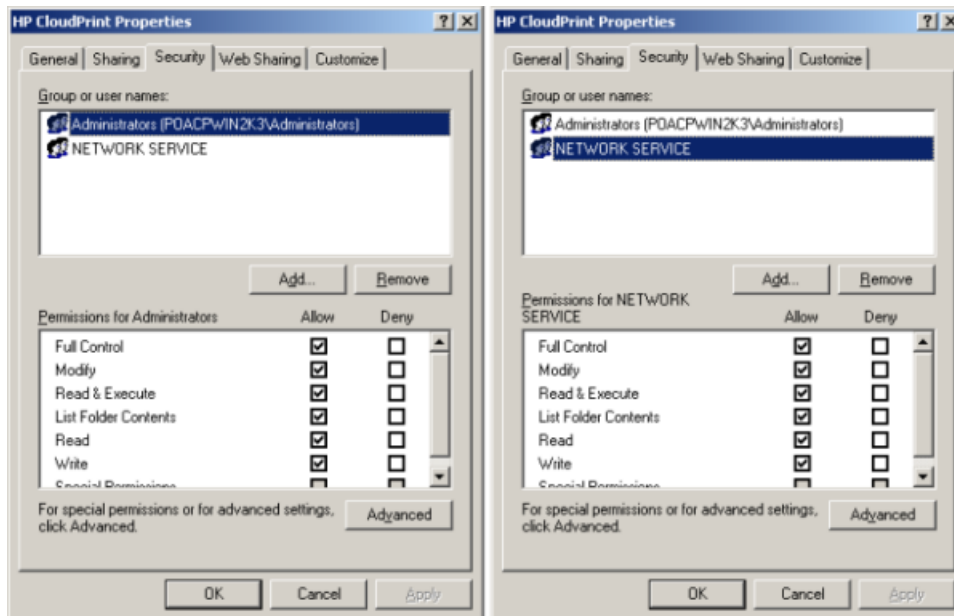 HP CloudPrint Properties
General Sharing Security Web Sharing Customize
Group or user names:
Administrators (POACPWIN2K3\Administrators)
NETWORK SERVICE
Add... Remove
Permissions for Administrators Allow Deny
Full Control
Modify
Read & Execute
List Folder Contents
Read
Write
Special Permissions
For special permissions or for advanced settings,
click Advanced.
Advanced
OK Cancel Apply
HP CloudPrint Properties
General Sharing Security Web Sharing Customize
Group or user names:
Administrators (POACPWIN2K3\Administrators)
NETWORK SERVICE
Add... Remove
Permissions for NETWORK
SERVICE Allow Deny
Full Control
Modify
Read & Execute
List Folder Contents
Read
Write
Special Permissions
For special permissions or for advanced settings,
click Advanced.
Advanced
OK Cancel Apply